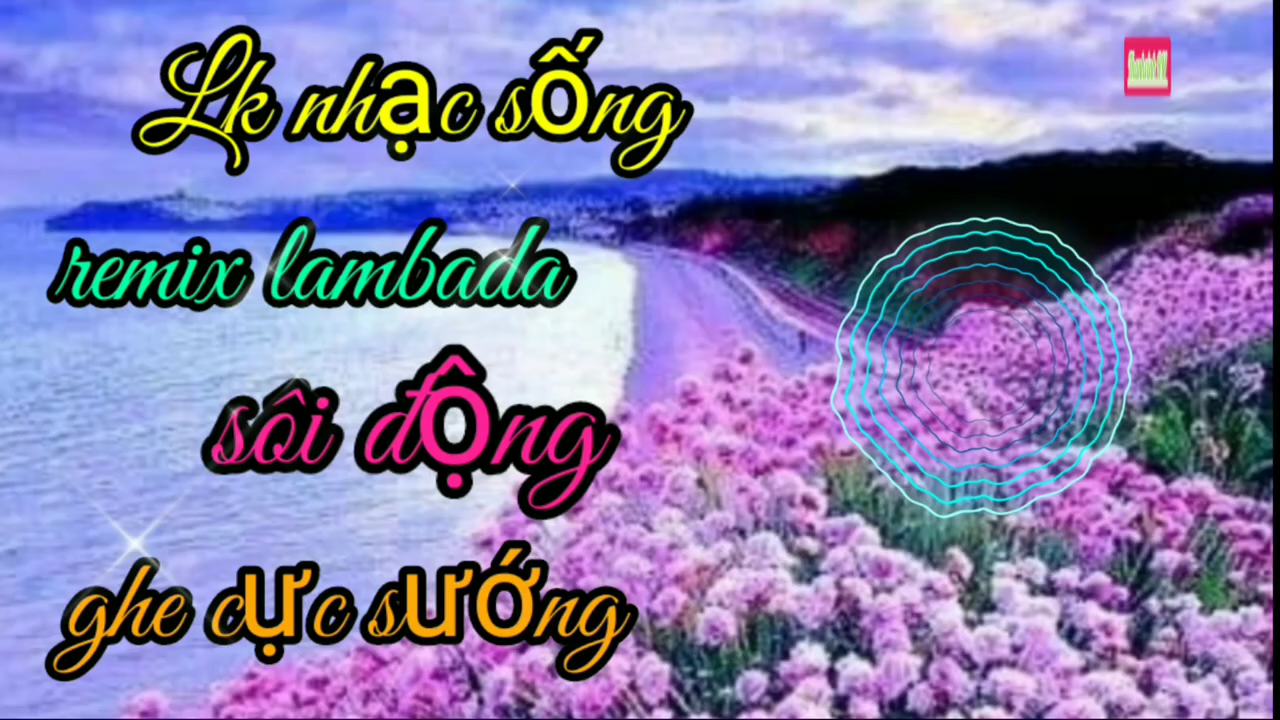 Lk nhạc sống
remix lambada
sôi động
ghe cực sướng